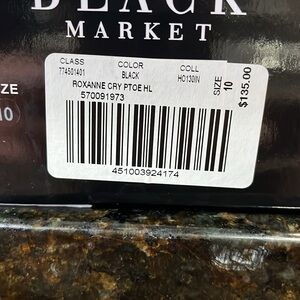 BLACK
MARKET
CLASS COLOR COLL
774501401 BLACK HO130IN
ROXANNE CRY PTOE HL
570091973
SIZE
10
$135.00
451003924174
ZE
10